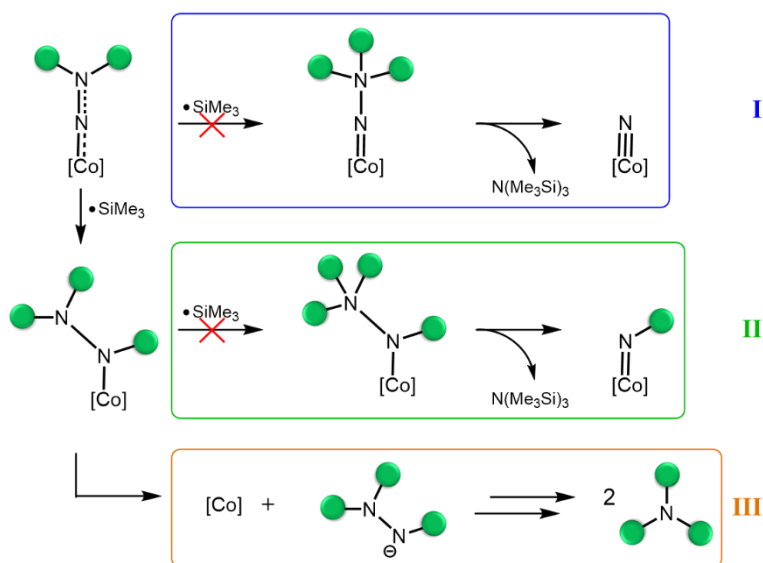 N
N
[Co]
•SiMe3
N
N
[Co]
N(Me3Si)3
N
[Co]
I
•SiMe3
N
N
[Co]
•SiMe3
N
N
[Co]
N(Me3Si)3
N
[Co]
II
[Co] +
N
N
⊖
2
N
III